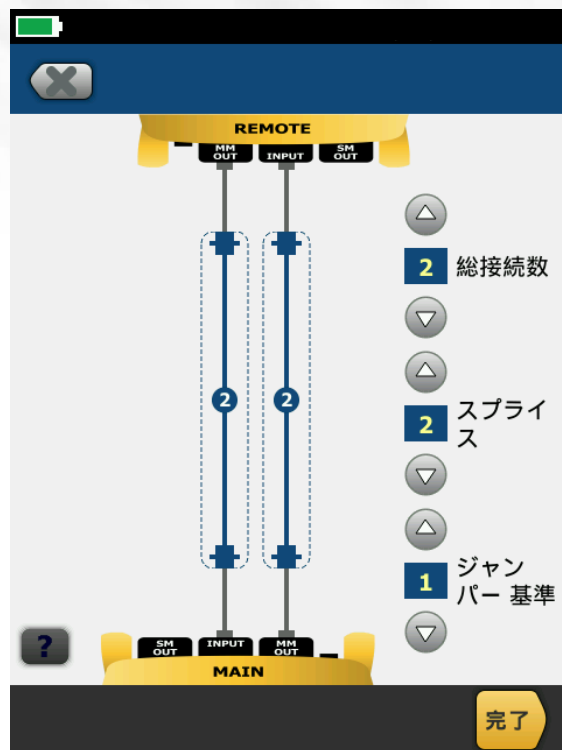 REMOTE
MM
OUT
INPUT
SM
OUT
2
総接続数
2
2
2
スプライ
ス
1
ジャン
パー 基準
?
SM
OUT
INPUT
MM
OUT
MAIN
完了